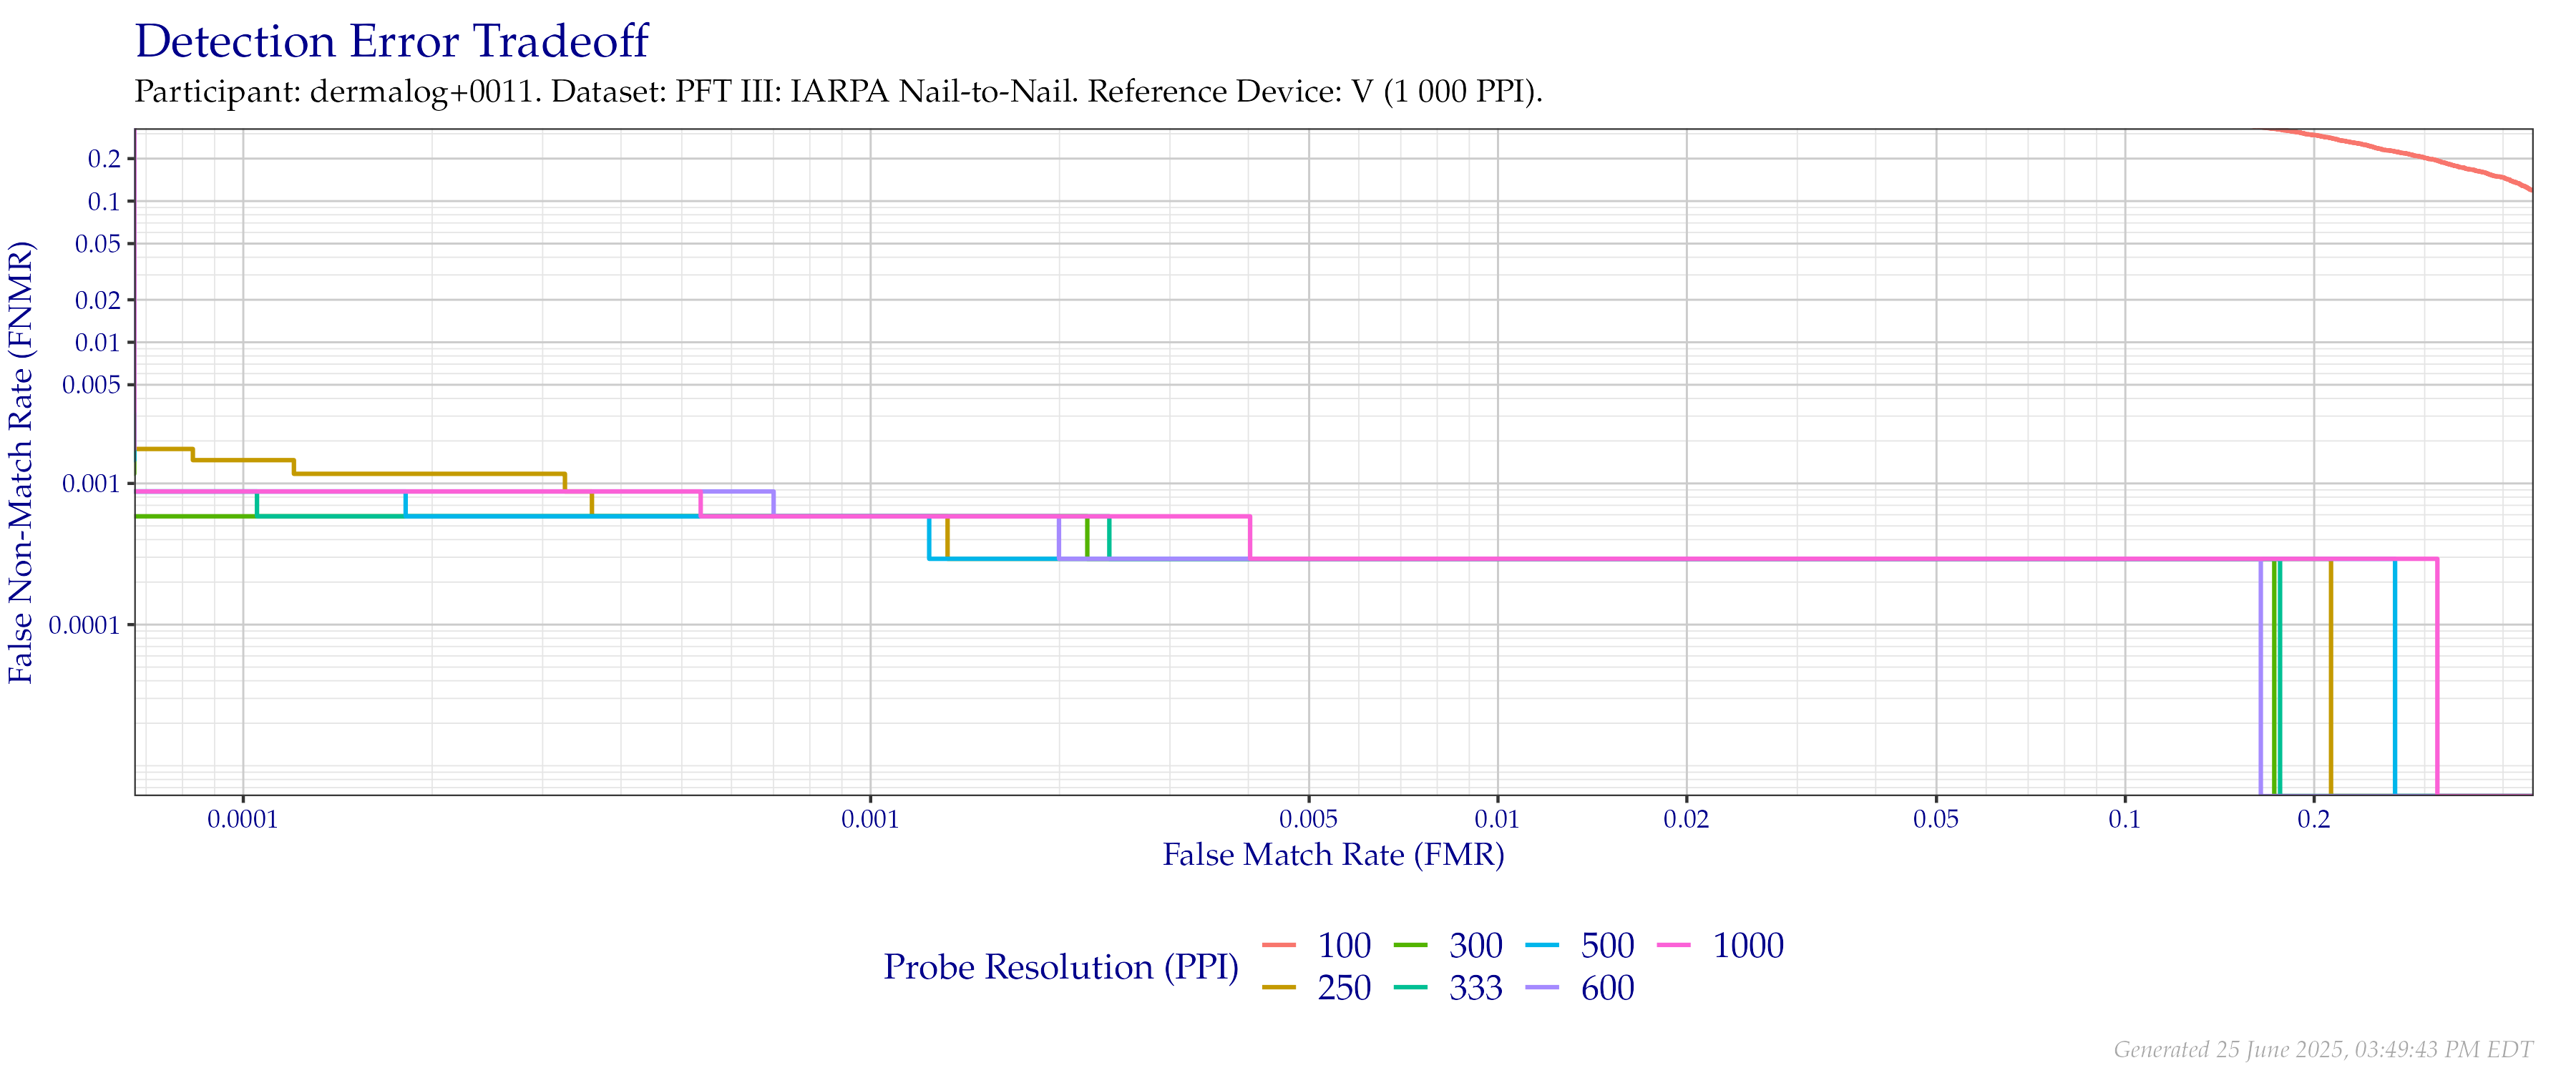 Detection Error Tradeoff
Participant: dermalog+0011. Dataset: PFT III: IARPA Nail-to-Nail. Reference Device: V (1 000 PPI).
False Non-Match Rate (FNMR)
0.2
0.1
0.05
0.02
0.01
0.005
0.001
0.0001
0.0001 0.001 0.005 0.01 0.02 0.05 0.1 0.2
False Match Rate (FMR)
Probe Resolution (PPI)
100 300 500 1000
250 333 600
Generated 25 June 2025, 03:49:43 PM EDT